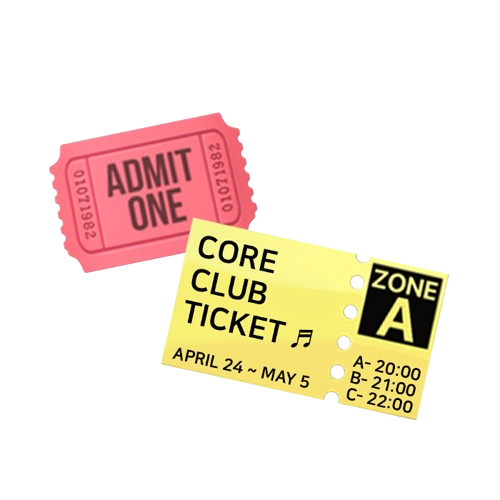 ADMIT
ONE
01071982
01071982
CORE
CLUB
TICKET ♬
APRIL 24 ~ MAY 5
ZONE
A
A- 20:00
B- 21:00
C- 22:00